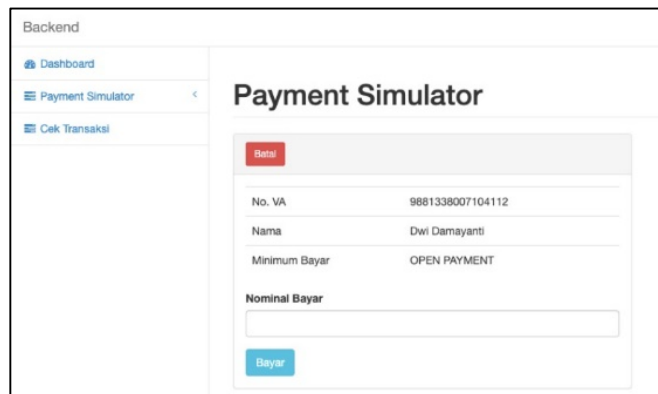 Backend
Dashboard
Payment Simulator
Cek Transaksi
Payment Simulator
Batal
No. VA 9881338007104112
Nama Dwi Damayanti
Minimum Bayar OPEN PAYMENT
Nominal Bayar
Bayar